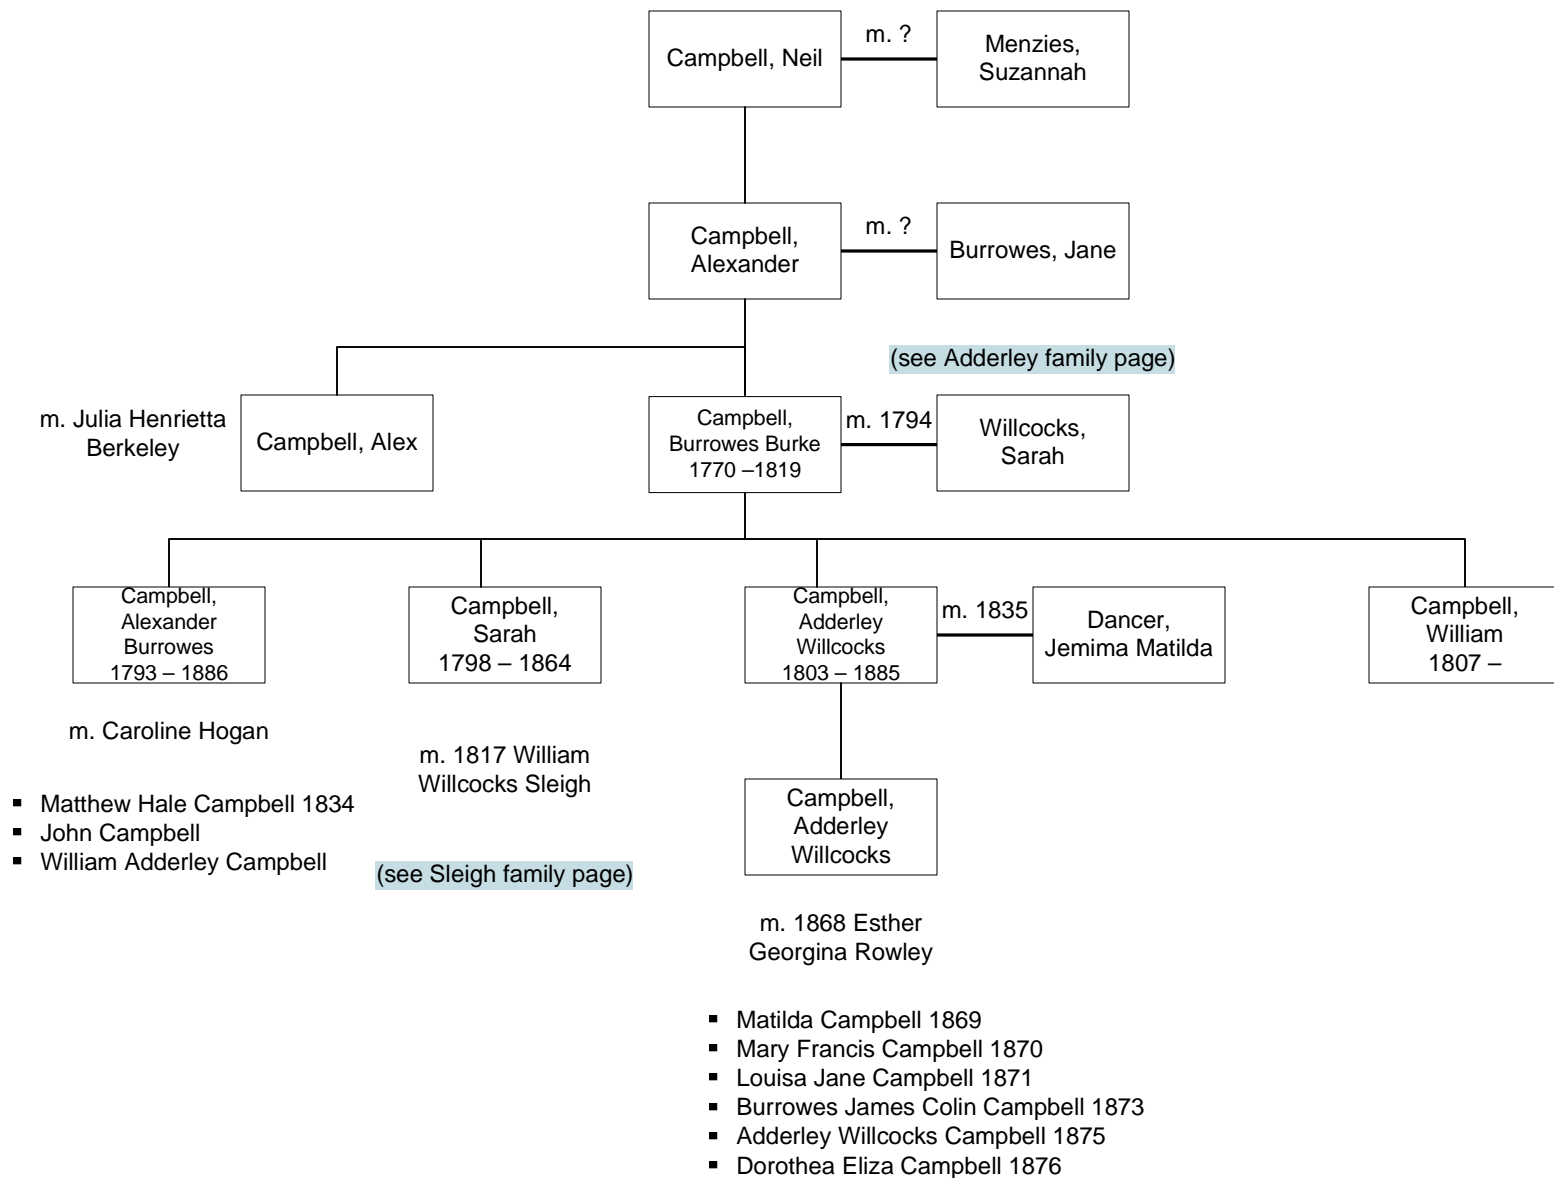 Campbell, Neil
m. ?
Menzies,
Suzannah
Campbell,
Alexander
m. ?
Burrowes, Jane
(see Adderley family page)
m. Julia Henrietta
Berkeley
Campbell, Alex
Campbell,
Burrowes Burke
1770 –1819
m. 1794
Willcocks,
Sarah
Campbell,
Alexander
Burrowes
1793 – 1886
Campbell,
Sarah
1798 – 1864
Campbell,
Adderley
Willcocks
1803 – 1885
m. 1835
Dancer,
Jemima Matilda
Campbell,
William
1807 –
m. Caroline Hogan
▪ Matthew Hale Campbell 1834
▪ John Campbell
▪ William Adderley Campbell
m. 1817 William
Willcocks Sleigh
(see Sleigh family page)
Campbell,
Adderley
Willcocks
m. 1868 Esther
Georgina Rowley
▪ Matilda Campbell 1869
▪ Mary Francis Campbell 1870
▪ Louisa Jane Campbell 1871
▪ Burrowes James Colin Campbell 1873
▪ Adderley Willcocks Campbell 1875
▪ Dorothea Eliza Campbell 1876